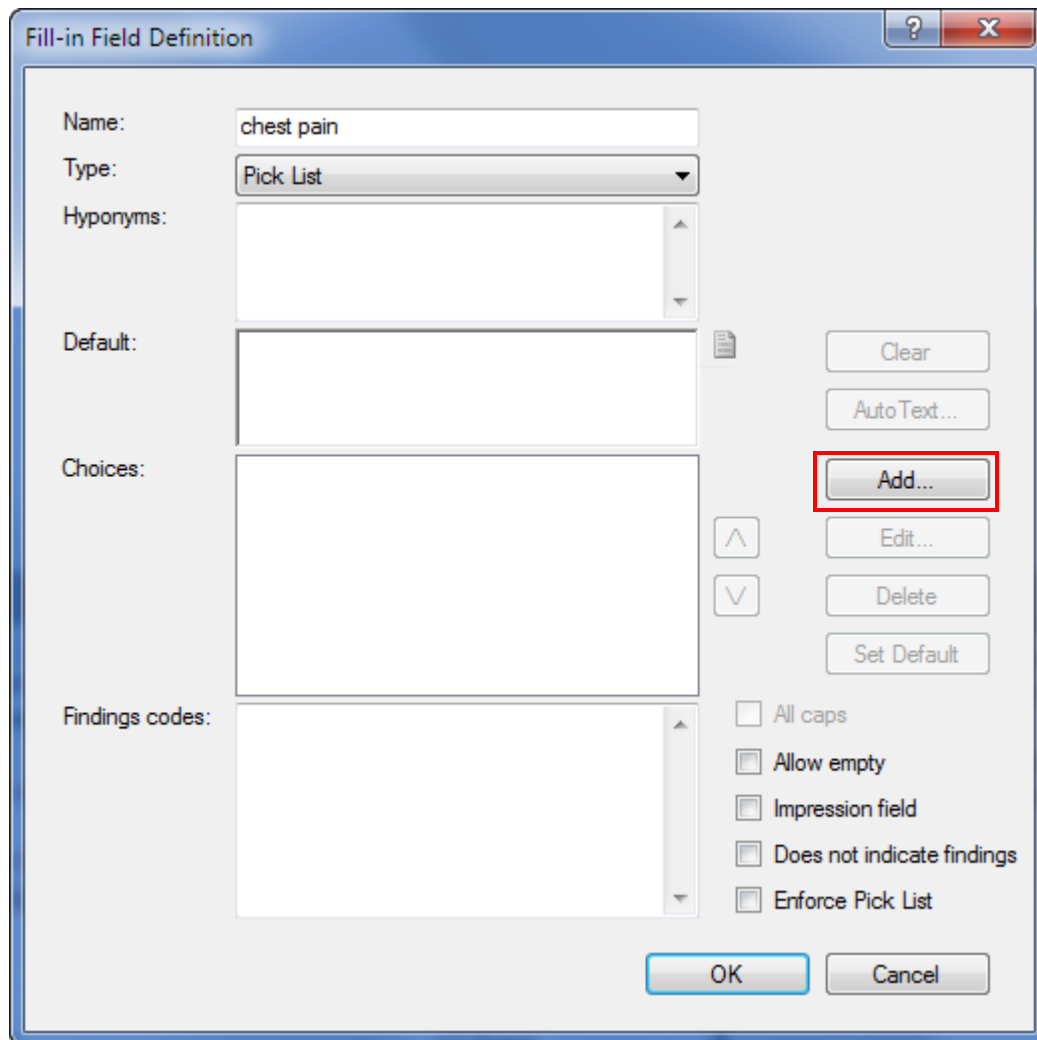 Fill-in Field Definition
Name: chest pain
Type: Pick List
Hyponyms:
Default:
Clear
AutoText...
Choices:
Add...
Edit...
Delete
Set Default
Findings codes:
All caps
Allow empty
Impression field
Does not indicate findings
Enforce Pick List
OK Cancel